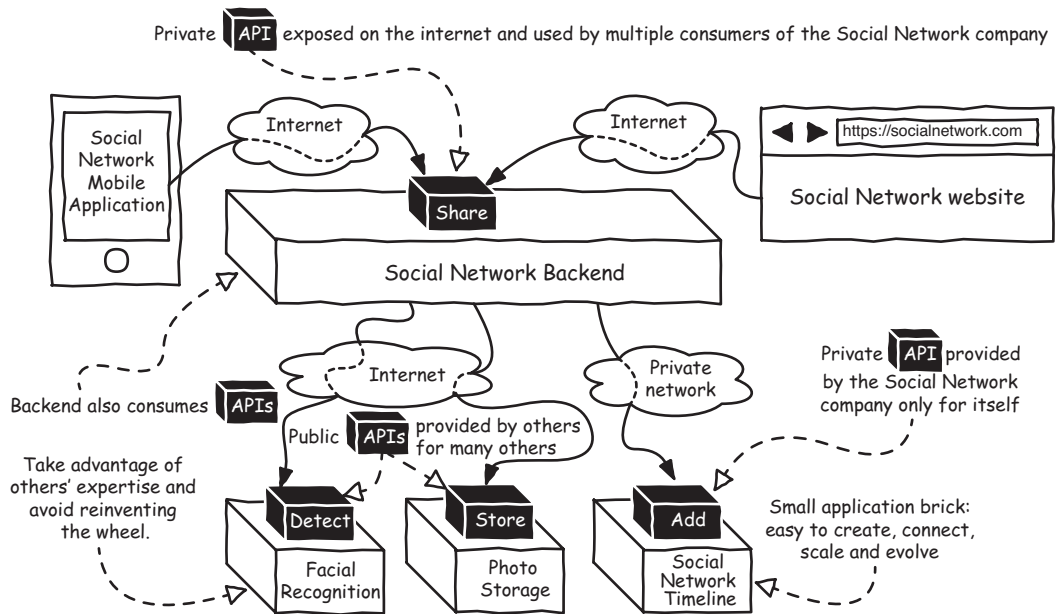 Private API exposed on the internet and used by multiple consumers of the Social Network company
Social
Network
Mobile
Application
Internet
Internet
https://socialnetwork.com
Social Network website
Share
Social Network Backend
Internet
Private
network
Private API provided
by the Social Network
company only for itself
Backend also consumes APIs
Public APIs provided by others
for many others
Take advantage of
others' expertise and
avoid reinventing
the wheel.
Detect
Facial
Recognition
Store
Photo
Storage
Add
Social
Network
Timeline
Small application brick:
easy to create, connect,
scale and evolve